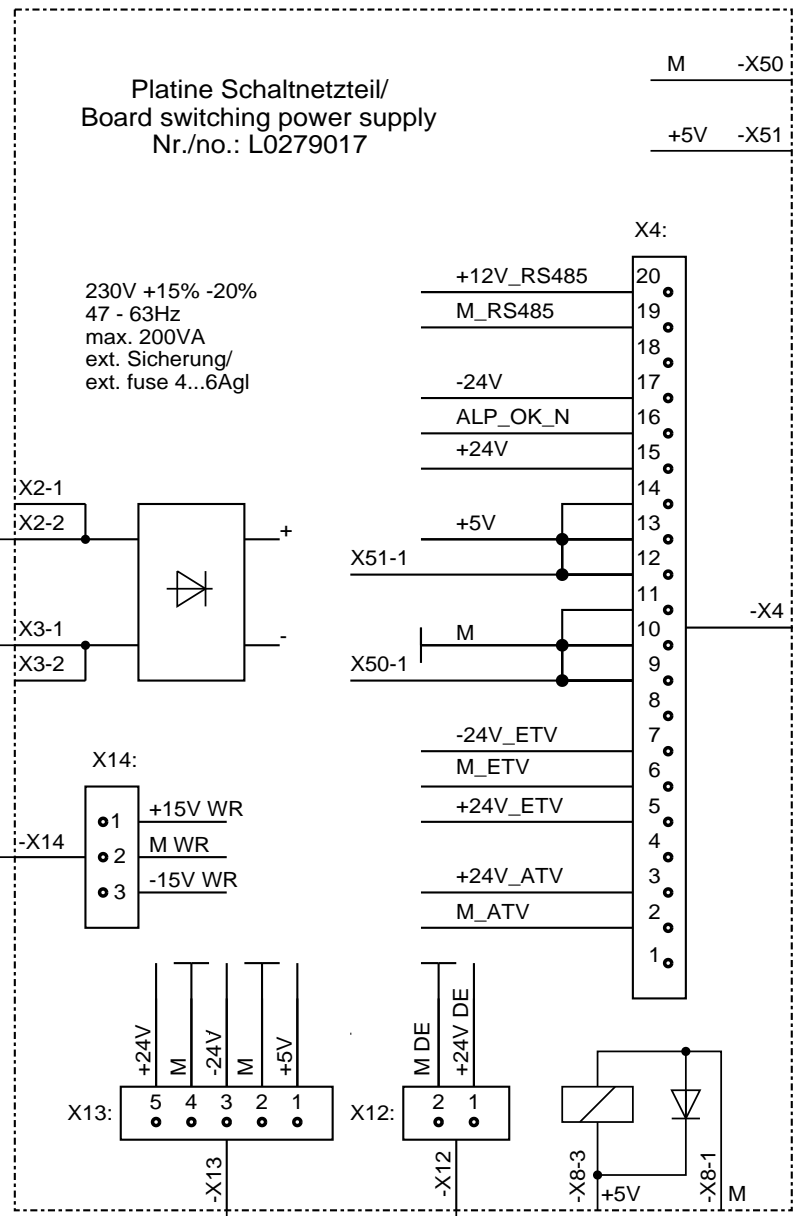 Platine Schaltnetzteil/
Board switching power supply
Nr./no.: L0279017
M -X50
+5V -X51
230V +15% -20%
47 - 63Hz
max. 200VA
ext. Sicherung/
ext. fuse 4...6Agl
X4:
+12V_RS485 20
M_RS485 19
18
-24V 17
ALP_OK_N 16
+24V 15
14
+5V 13
X51-1 12
11
M 10
X50-1 9
8
-24V_ETV 7
M_ETV 6
+24V_ETV 5
4
+24V_ATV 3
M_ATV 2
1
-X4
X2-1
X2-2
+
X3-1
X3-2
-
X14:
1 +15V WR
-X14 2 M WR
3 -15V WR
+24V
M
-24V
M
+5V
X13: 5 4 3 2 1
-X13
M DE
+24V DE
X12: 2 1
-X12
-X8-3
+5V
-X8-1
M